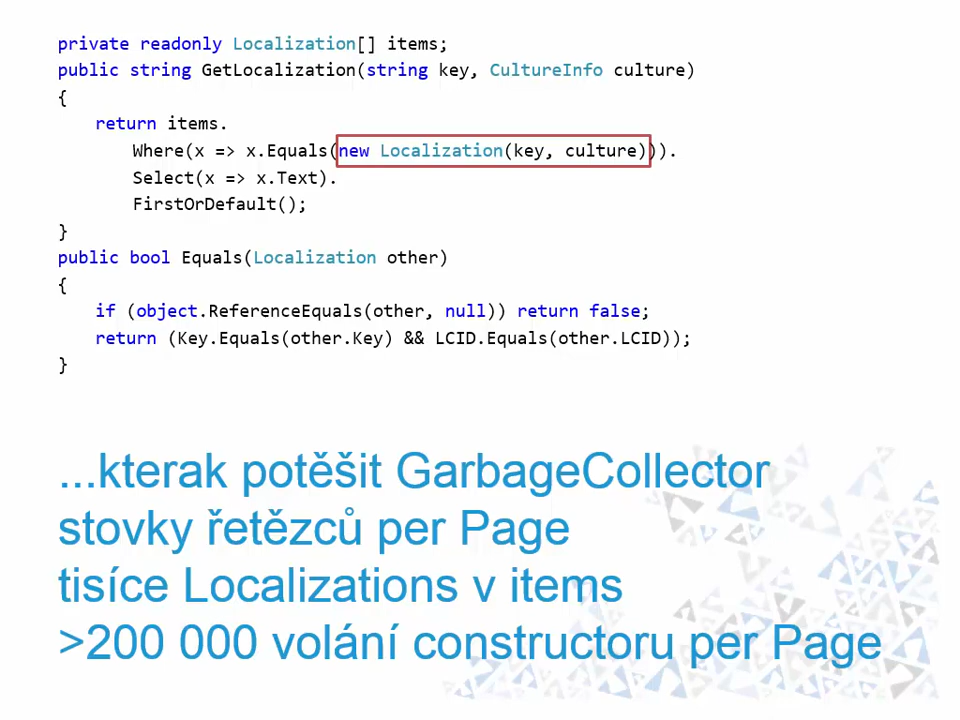 private readonly Localization[] items;
public string GetLocalization(string key, CultureInfo culture)
{
return items.
Where(x => x.Equals(new Localization(key, culture))).
Select(x => x.Text).
FirstOrDefault();
}
public bool Equals(Localization other)
{
if (object.ReferenceEquals(other, null)) return false;
return (Key.Equals(other.Key) && LCID.Equals(other.LCID));
}
...kterak potěšit GarbageCollector
stovky řetězců per Page
tisíce Localizations v items
>200 000 volání constructoru per Page